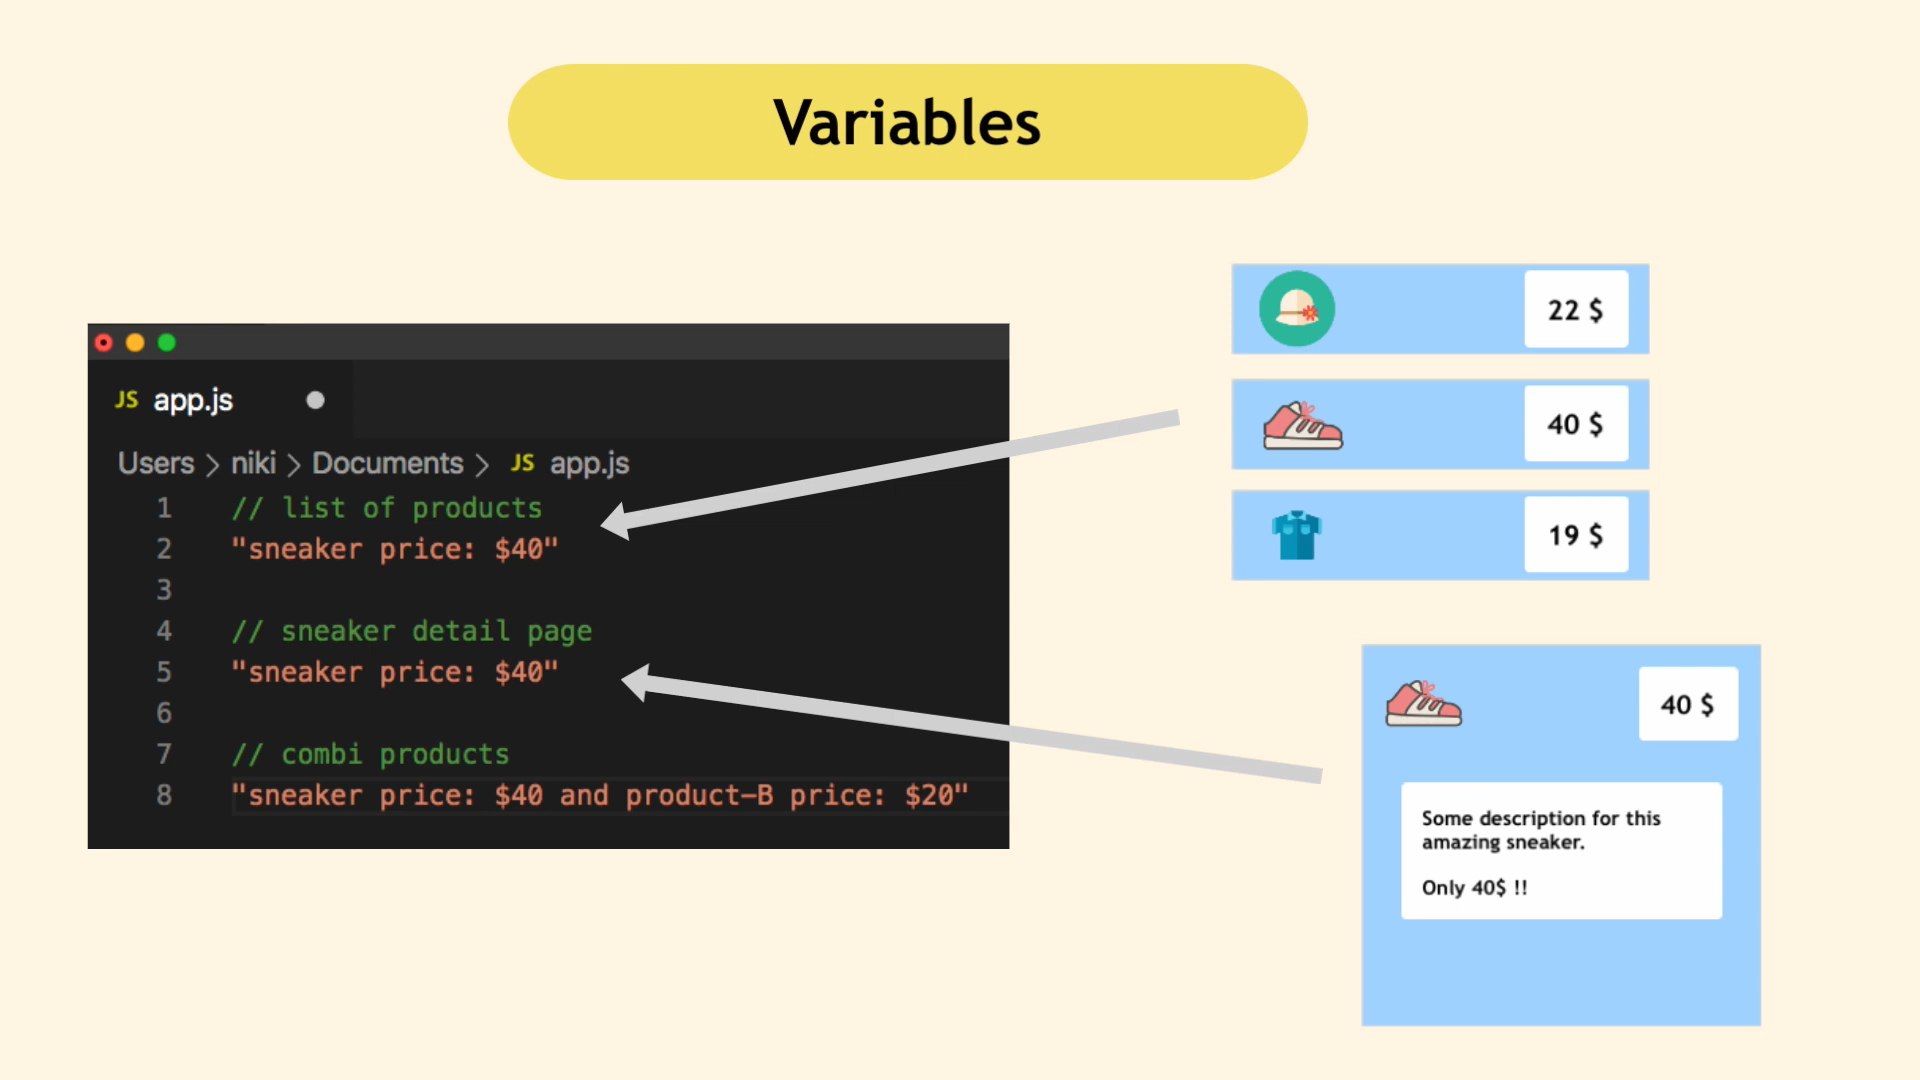 Variables
JS app.js
Users > niki > Documents > JS app.js
1 // list of products
2 "sneaker price: $40"
3
4 // sneaker detail page
5 "sneaker price: $40"
6
7 // combi products
8 "sneaker price: $40 and product-B price: $20"
22 $
40 $
19 $
40 $
Some description for this
amazing sneaker.
Only 40$ !!